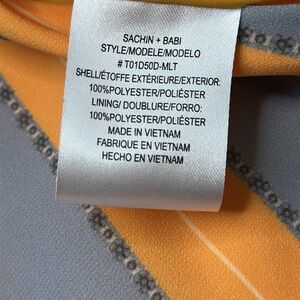 SACHIN + BABI
STYLE/MODELE/MODELO
# T01D50D-MLT
SHELL/ÉTOFFE EXTÉRIEURE/EXTERIOR:
100%POLYESTER/POLIÉSTER
LINING/ DOUBLURE/FORRO:
100%POLYESTER/POLIÉSTER
MADE IN VIETNAM
FABRIQUE EN VIETNAM
HECHO EN VIETNAM